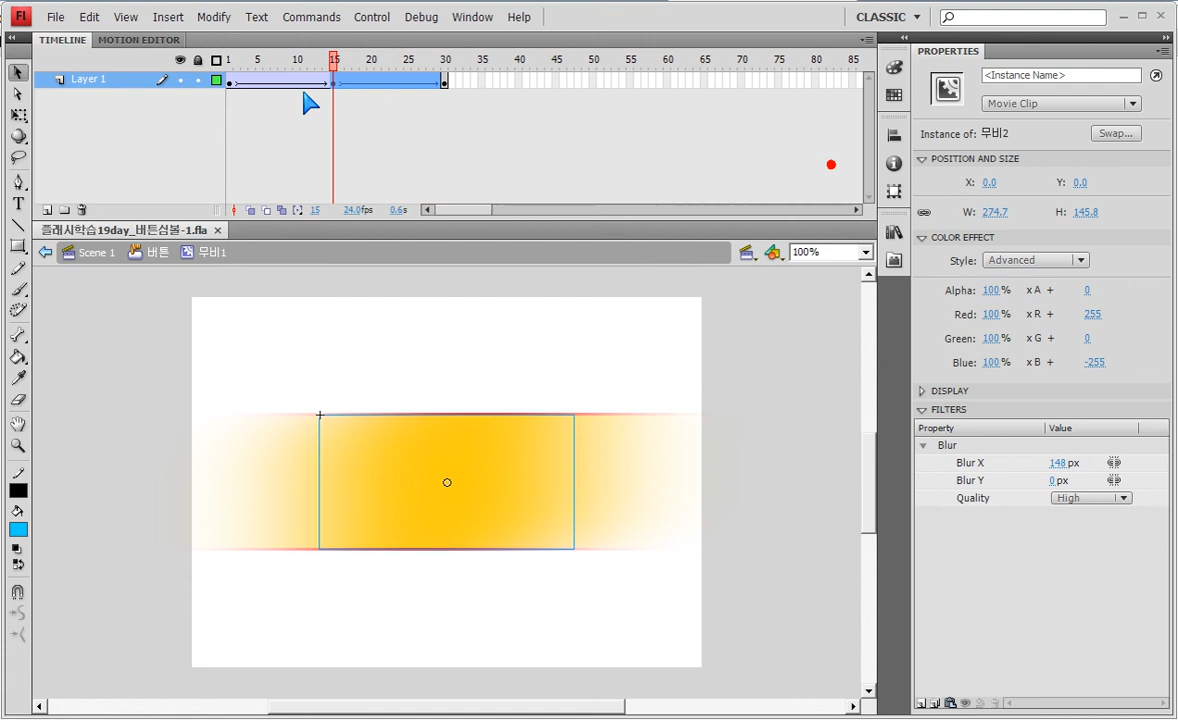 Fl File Edit View Insert Modify Text Commands Control Debug Window Help CLASSIC
TIMELINE MOTION EDITOR
1 5 10 15 20 25 30 35 40 45 50 55 60 65 70 75 80 85
Layer 1
15 24.0fps 0.6s
플래시학습19day_버튼심볼-1.fla
Scene 1 버튼 무비1 100%
PROPERTIES
<Instance Name>
Movie Clip
Instance of: 무비2 Swap...
POSITION AND SIZE
X: 0.0 Y: 0.0
W: 274.7 H: 145.8
COLOR EFFECT
Style: Advanced
Alpha: 100 % x A + 0
Red: 100 % x R + 255
Green: 100 % x G + 0
Blue: 100 % x B + -255
DISPLAY
FILTERS
Property Value
Blur
Blur X 148 px
Blur Y 0 px
Quality High